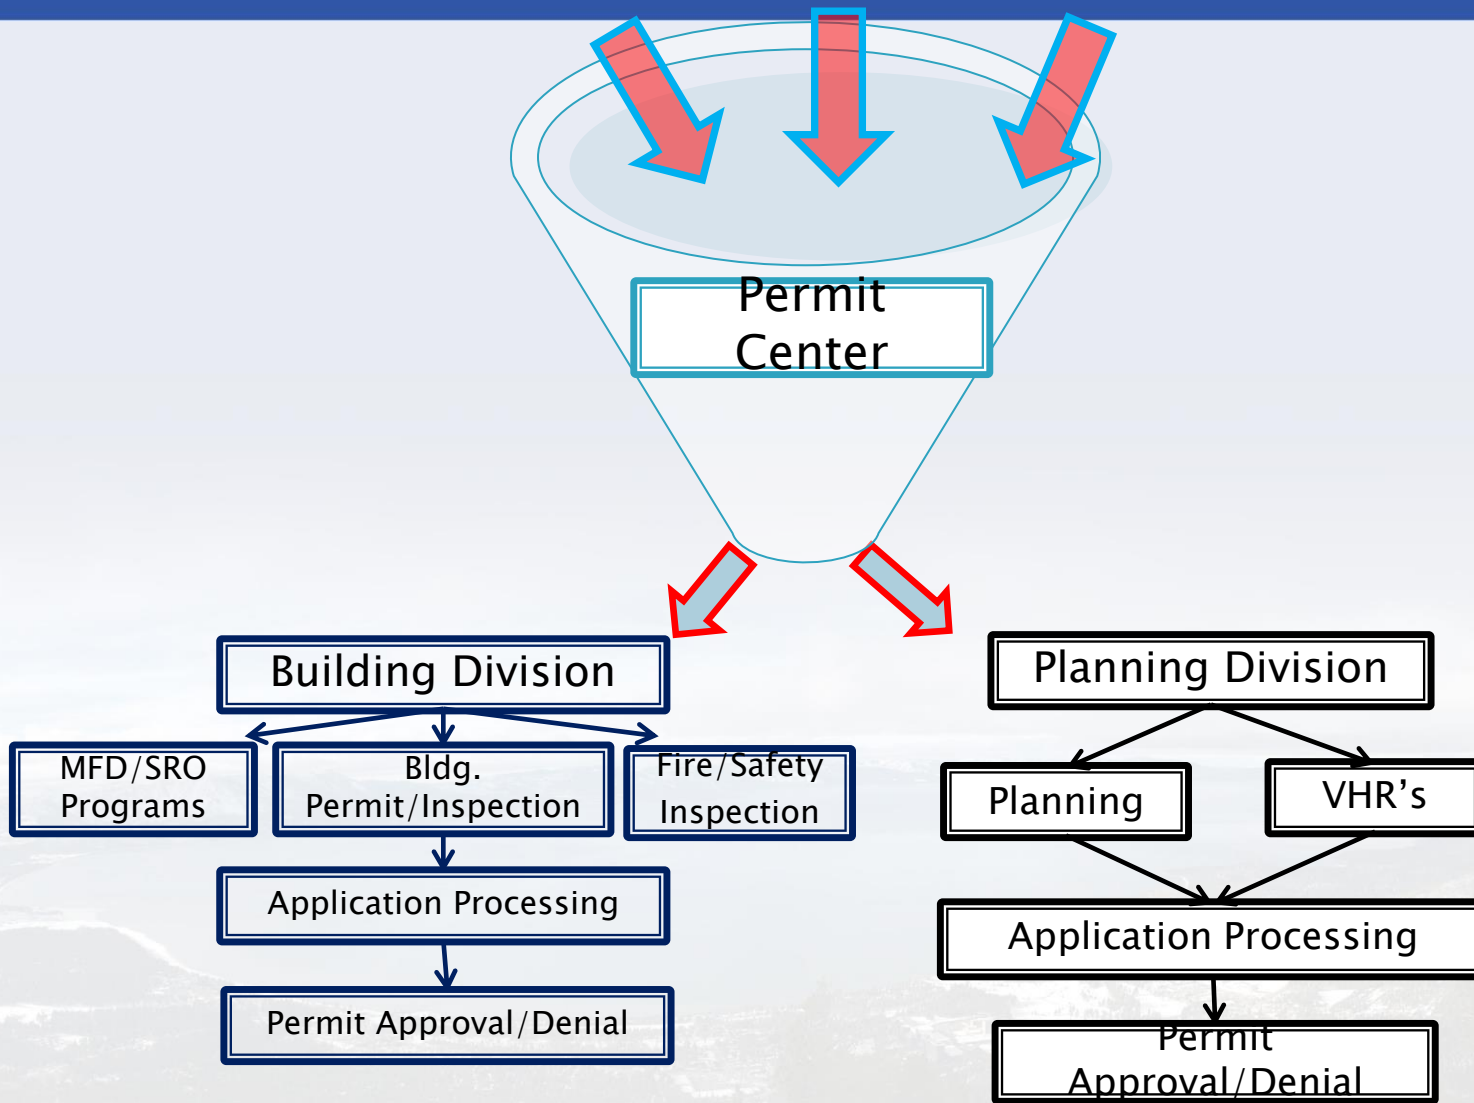 Permit
Center
Building Division
Planning Division
MFD/SRO
Programs
Bldg.
Permit/Inspection
Fire/Safety
Inspection
Planning
VHR’s
Application Processing
Application Processing
Permit Approval/Denial
Permit
Approval/Denial